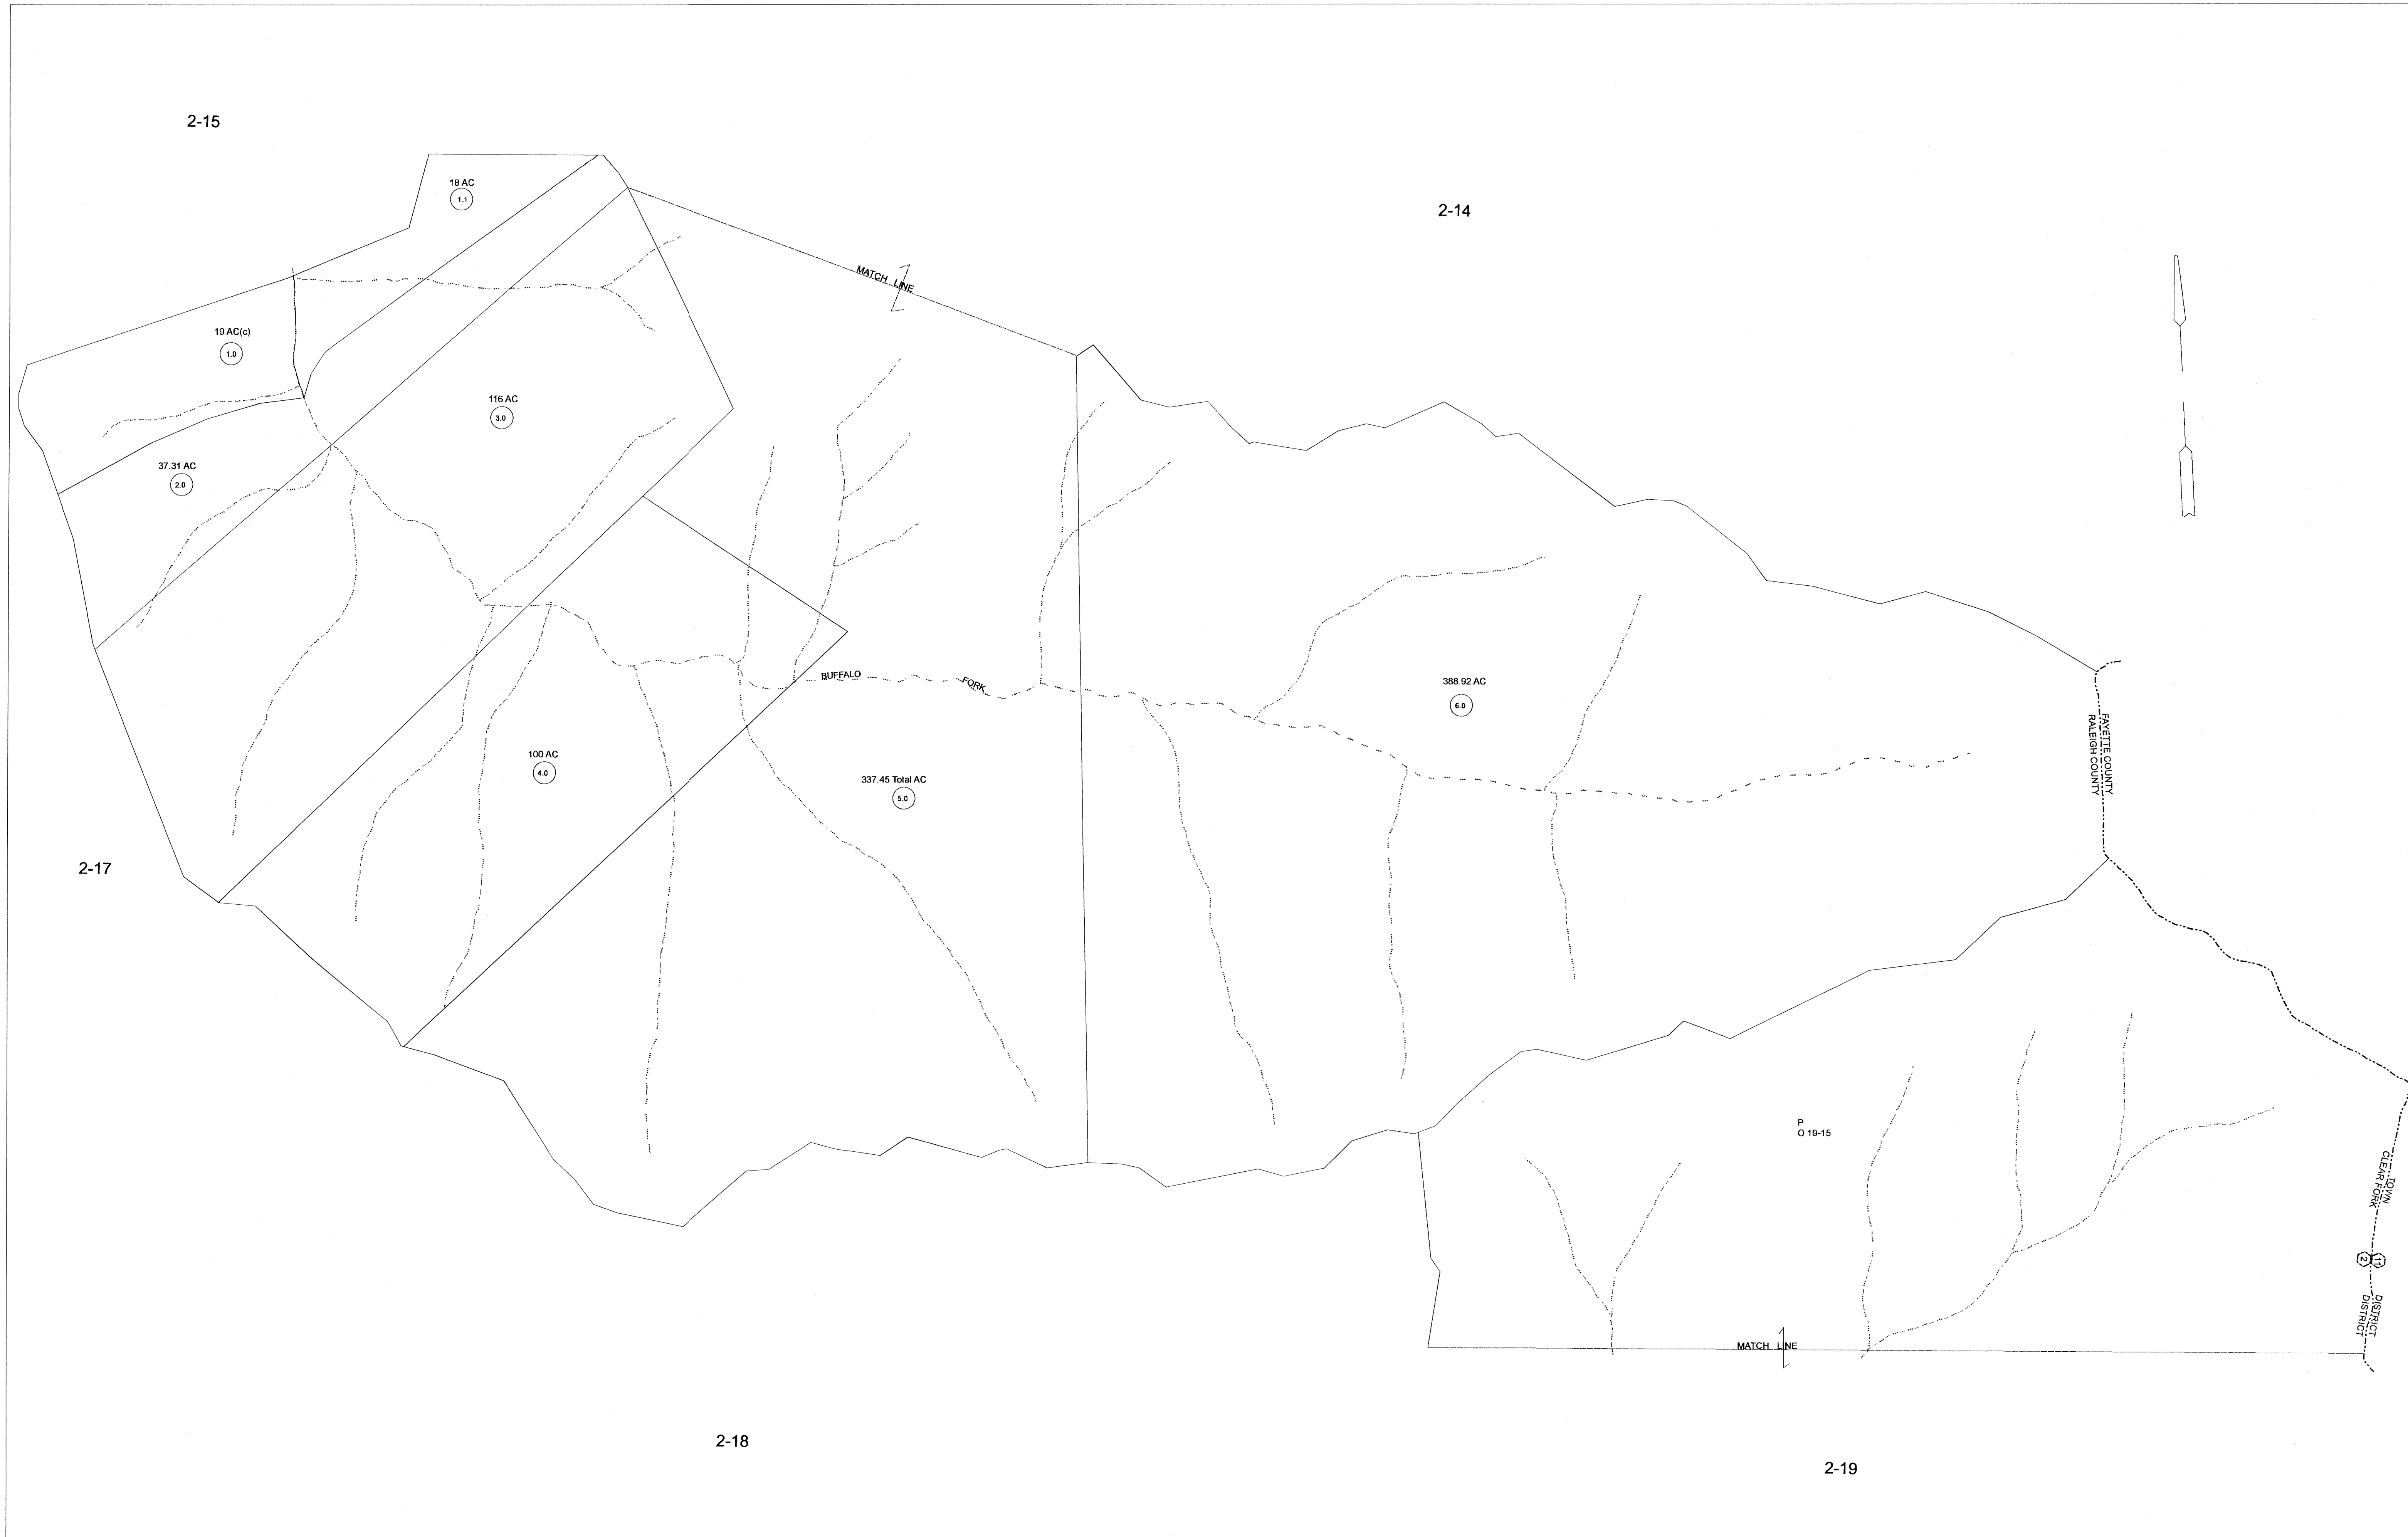 2-15
2-14
18 AC
1.1
MATCH LINE
19 AC(c)
1.0
116 AC
3.0
37.31 AC
2.0
BUFFALO FORK
388.92 AC
6.0
FAYETTE COUNTY
RALEIGH COUNTY
100 AC
4.0
337.45 Total AC
5.0
2-17
P
O 19-15
TOWN
CLEAR FORK
11
2
DISTRICT
DISTRICT
MATCH LINE
2-18
2-19